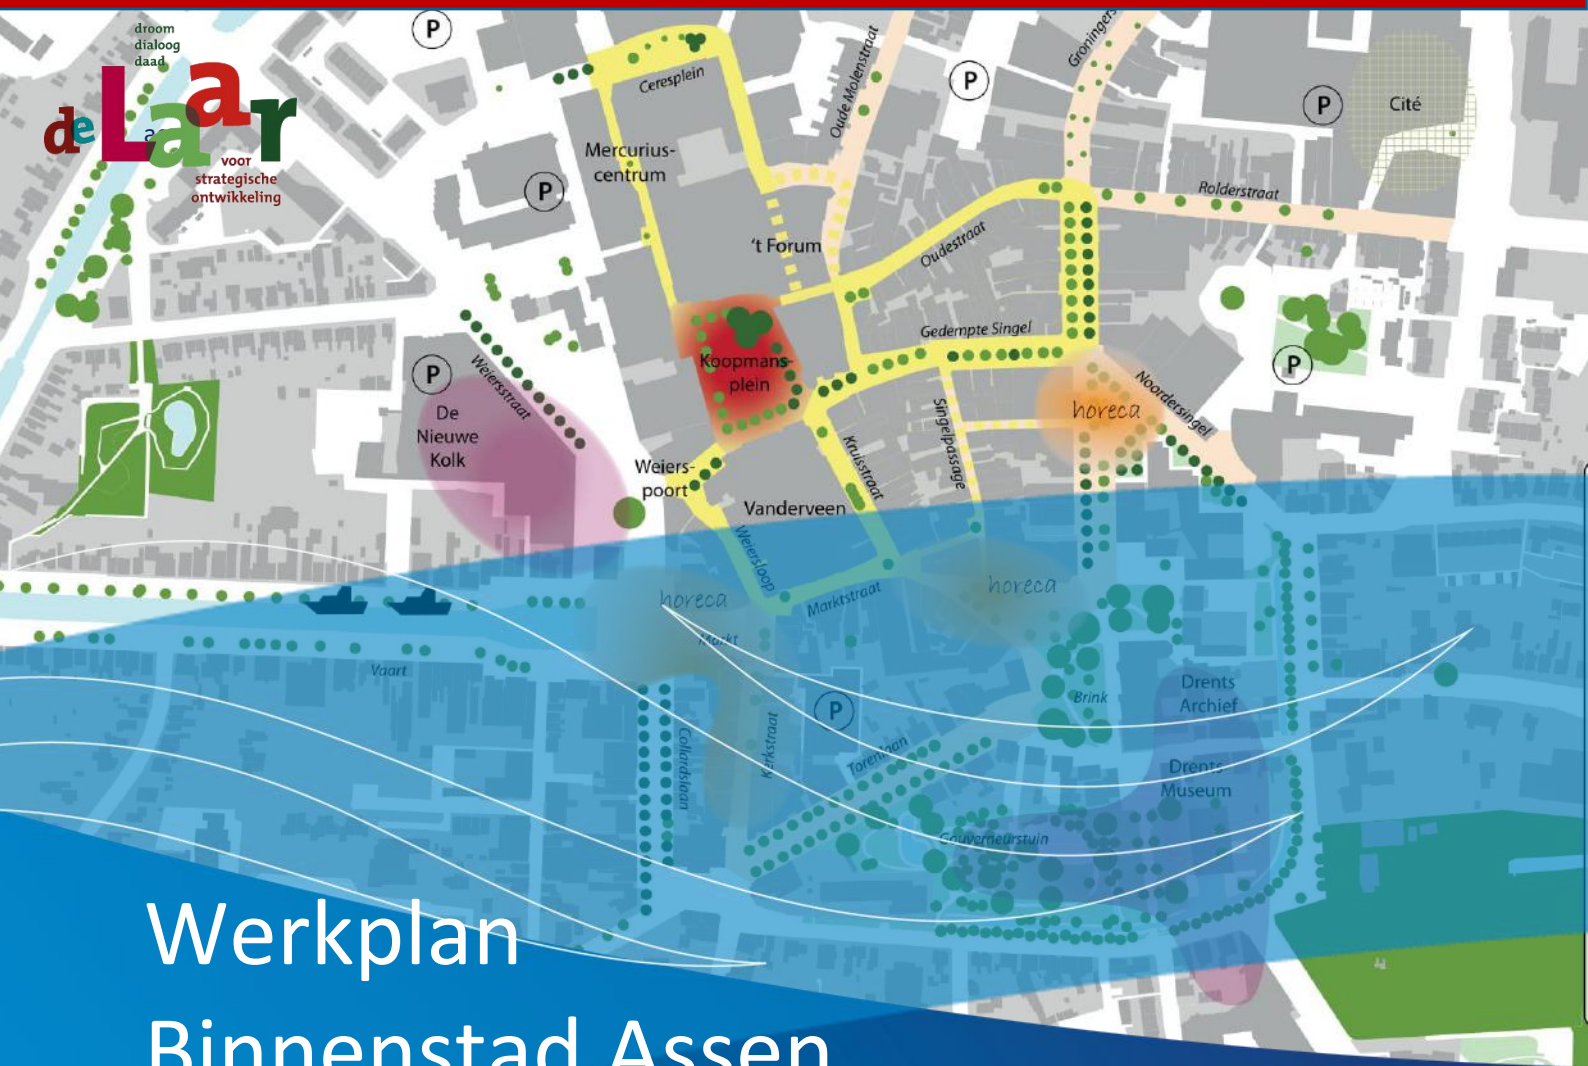 droom
dialoog
daad
de Laar
voor
strategische
ontwikkeling
P
P
P
P
P
P
P
Ceresplein
Oude Molenstraat
Cité
Mercurius-
centrum
Rolderstraat
't Forum
Oudestraat
Gedempte Singel
Koopmans-
plein
Weiersstraat
De
Nieuwe
Kolk
Noordersingel
horeca
Singelpassage
Kruisstraat
Weiers-
poort
Vanderveen
Weiersloop
horeca
horeca
Marktstraat
Markt
Vaart
Drents
Archief
Brink
Collardslaan
Kerkstraat
Torenlaan
Drents
Museum
Gouverneurstuin
Werkplan
Binnenstad Assen